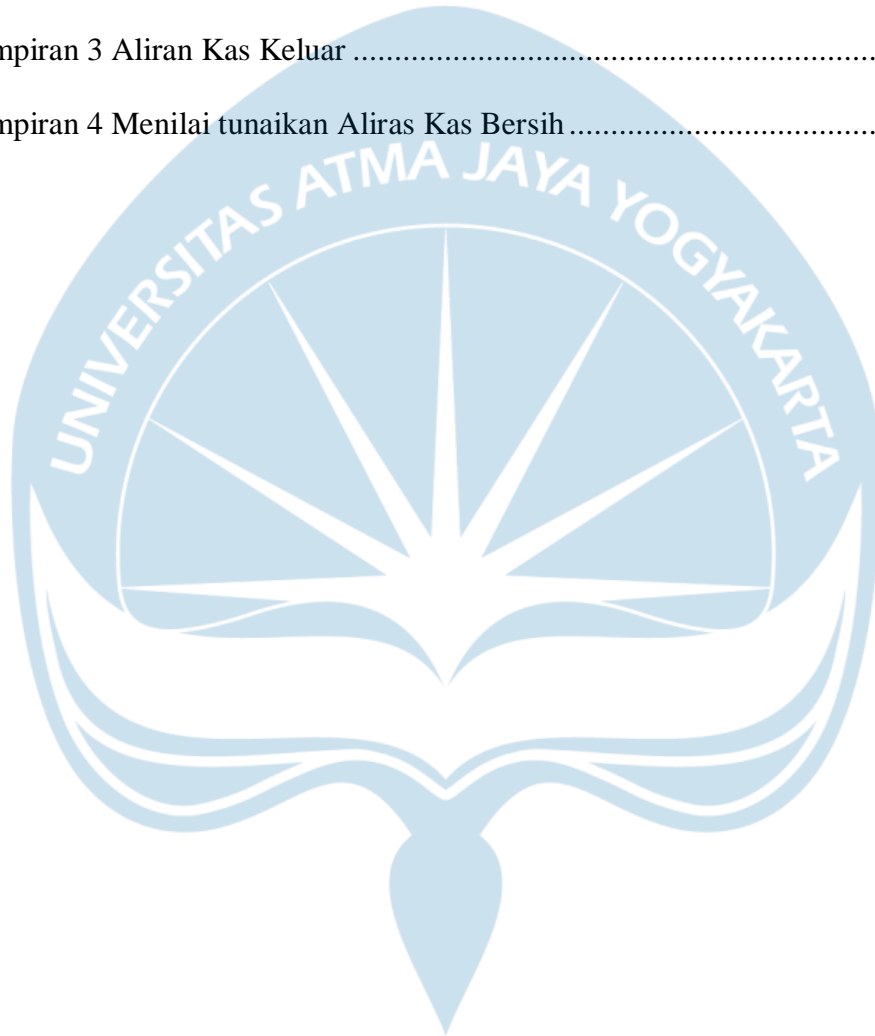 mpiran 3 Aliran Kas Keluar ...............................................................
mpiran 4 Menilai tunaikan Aliras Kas Bersih .....................................
UNIVERSITAS ATMA JAYA YOGYAKARTA